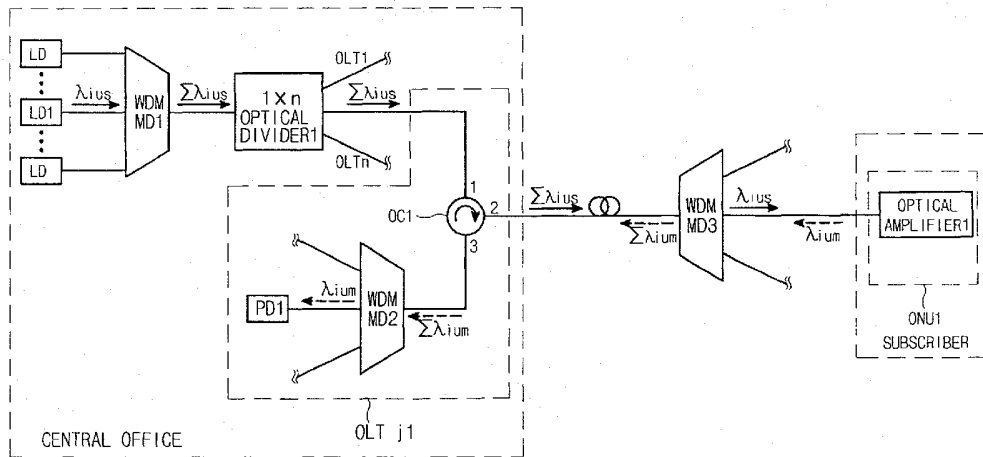 LD
LD1
LD
λius
WDM
MD1
Σλius
1 X n
OPTICAL
DIVIDER1
OLT1
Σλius
OLTn
1
2
3
OC1
Σλius
Σλium
WDM
MD3
λius
λium
OPTICAL
AMPLIFIER1
ONU1
SUBSCRIBER
PD1
λium
WDM
MD2
Σλium
OLT j1
CENTRAL OFFICE